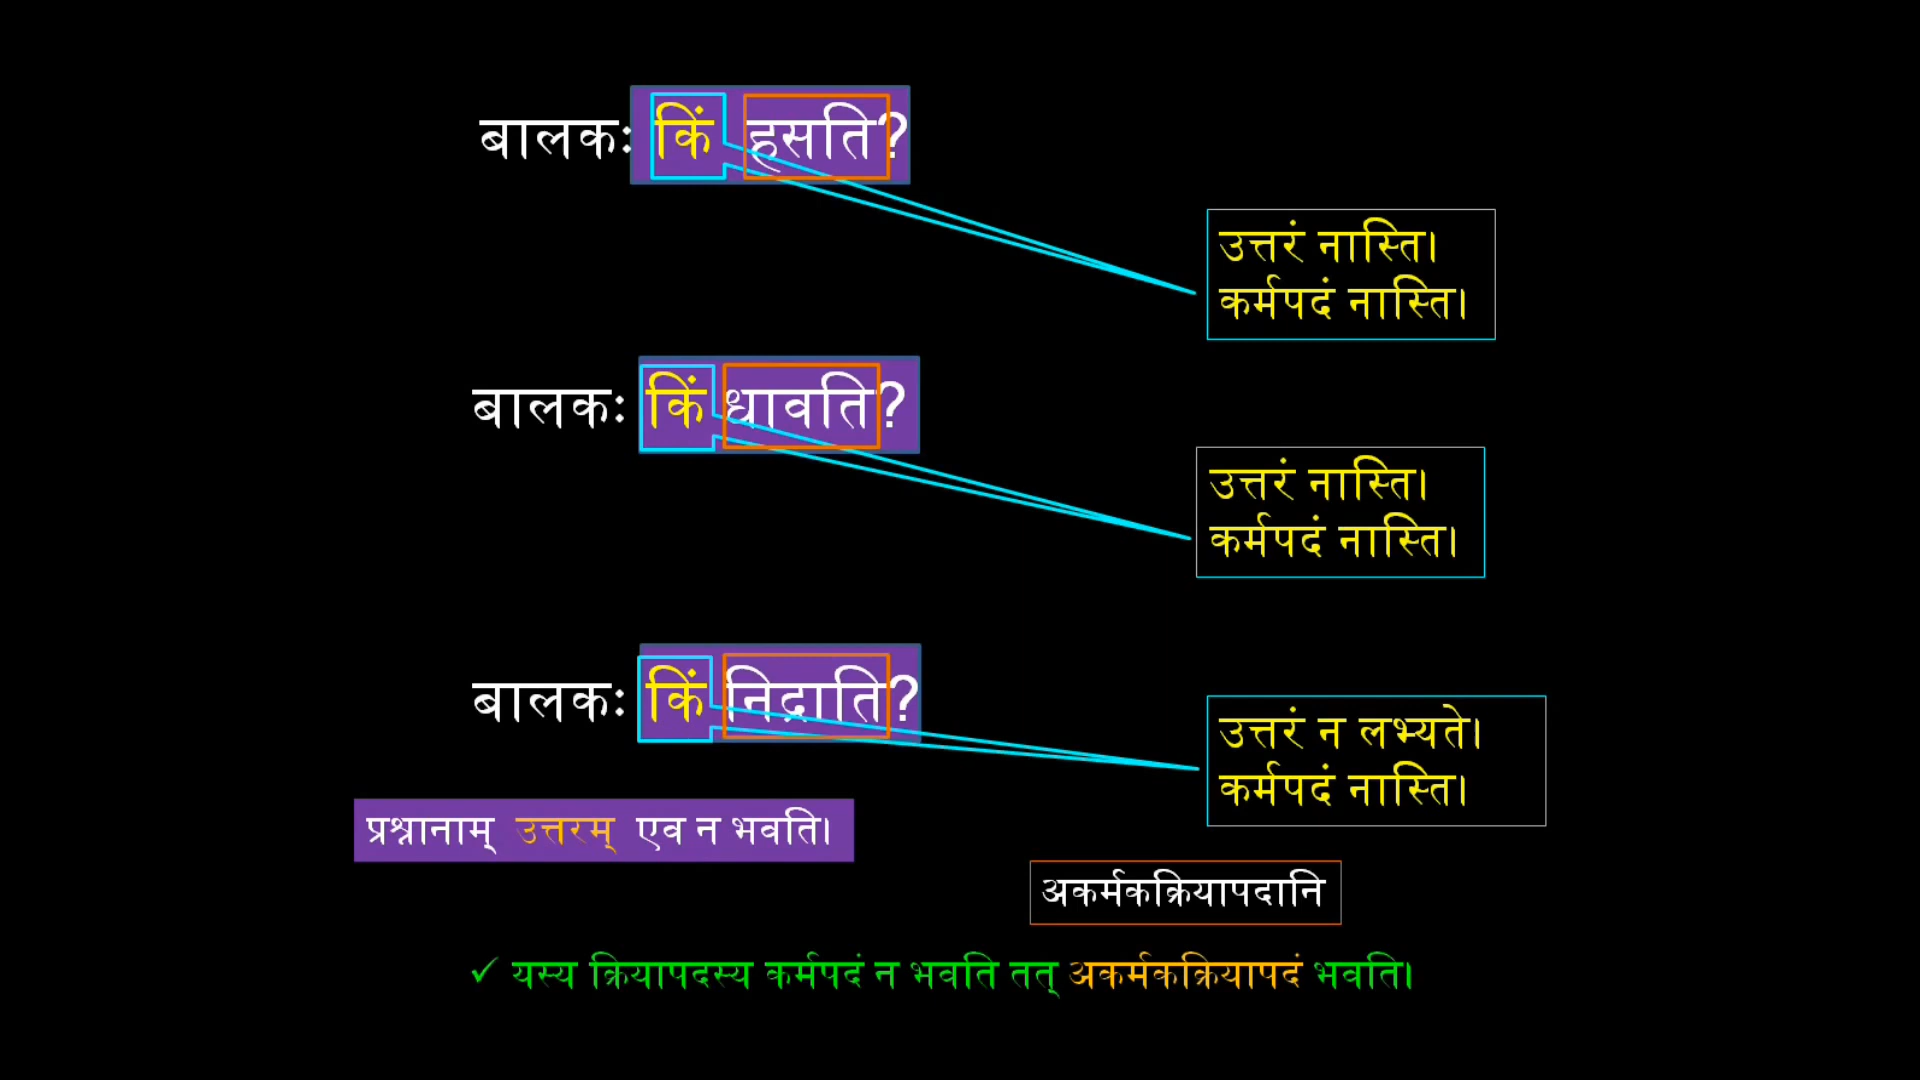 बालकः किं हसति?
उत्तरं नास्ति।
कर्मपदं नास्ति।
बालकः किं धावति?
उत्तरं नास्ति।
कर्मपदं नास्ति।
बालकः किं निद्राति?
उत्तरं न लभ्यते।
कर्मपदं नास्ति।
प्रश्नानाम् उत्तरम् एव न भवति।
अकर्मकक्रियापदानि
✓ यस्य क्रियापदस्य कर्मपदं न भवति तत् अकर्मकक्रियापदं भवति।